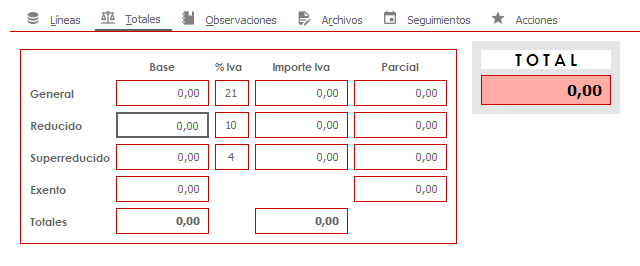 Líneas Totales Observaciones Archivos Seguimientos Acciones
TOTAL
0,00
Base % Iva Importe Iva Parcial
General 0,00 21 0,00 0,00
Reducido 0,00 10 0,00 0,00
Superreducido 0,00 4 0,00 0,00
Exento 0,00 0,00
Totales 0,00 0,00